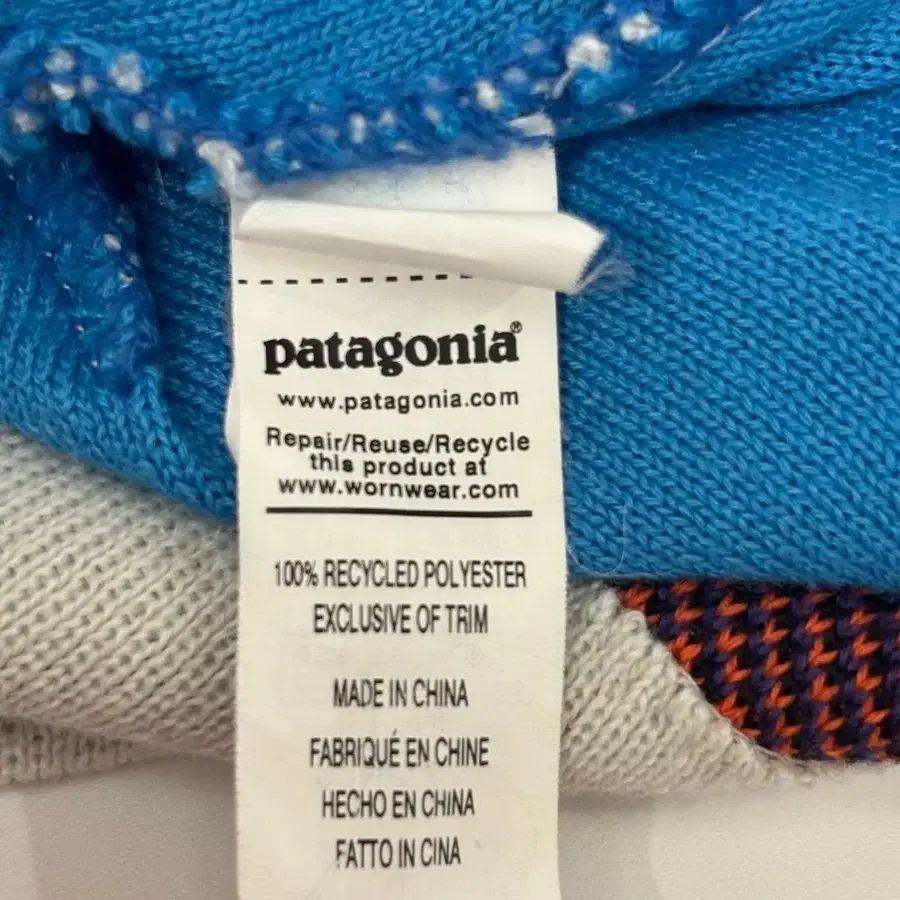 patagonia®
www.patagonia.com
Repair/Reuse/Recycle
this product at
www.wornwear.com
100% RECYCLED POLYESTER
EXCLUSIVE OF TRIM
MADE IN CHINA
FABRIQUÉ EN CHINE
HECHO EN CHINA
FATTO IN CINA